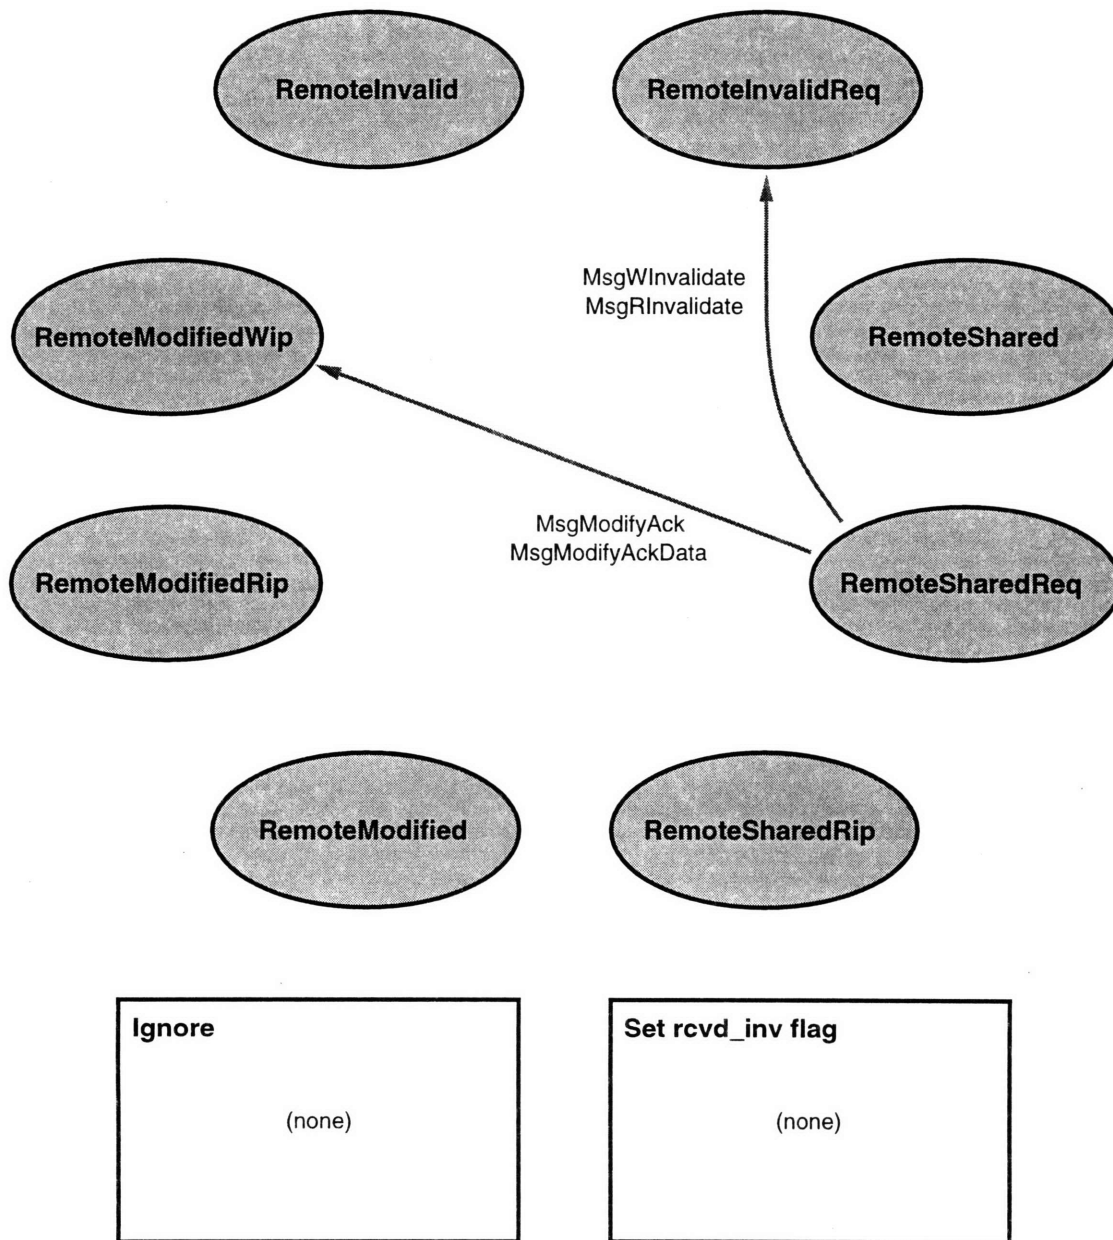 RemoteInvalid
RemoteInvalidReq
MsgWInvalidate
MsgRInvalidate
RemoteModifiedWip
RemoteShared
MsgModifyAck
MsgModifyAckData
RemoteModifiedRip
RemoteSharedReq
RemoteModified
RemoteSharedRip
Ignore
(none)
Set rcvd_inv flag
(none)